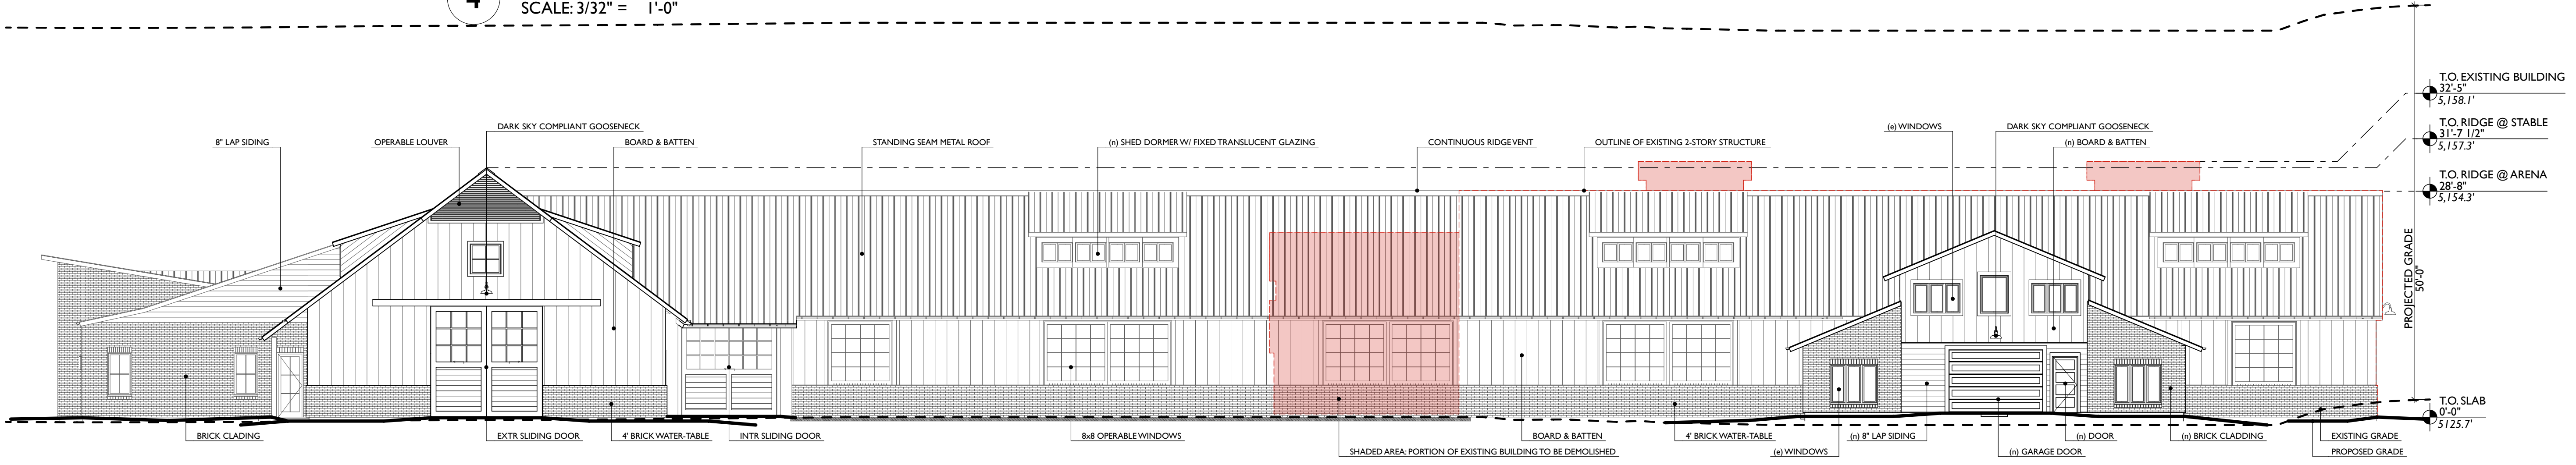 4
SCALE: 3/32" = 1'-0"
T.O. EXISTING BUILDING
32'-5"
5,158.1'
T.O. RIDGE @ STABLE
31'-7 1/2"
5,157.3'
T.O. RIDGE @ ARENA
28'-8"
5,154.3'
DARK SKY COMPLIANT GOOSENECK
(e) WINDOWS
DARK SKY COMPLIANT GOOSENECK
8" LAP SIDING
OPERABLE LOUVER
BOARD & BATTEN
STANDING SEAM METAL ROOF
(n) SHED DORMER W/ FIXED TRANSLUCENT GLAZING
CONTINUOUS RIDGE VENT
OUTLINE OF EXISTING 2-STORY STRUCTURE
(n) BOARD & BATTEN
PROJECTED GRADE
50'-0"
T.O. SLAB
0'-0"
5125.7'
BRICK CLADING
EXTR SLIDING DOOR
4' BRICK WATER-TABLE
INTR SLIDING DOOR
8x8 OPERABLE WINDOWS
BOARD & BATTEN
4' BRICK WATER-TABLE
(n) 8" LAP SIDING
(n) DOOR
(n) BRICK CLADDING
EXISTING GRADE
SHADED AREA: PORTION OF EXISTING BUILDING TO BE DEMOLISHED
(e) WINDOWS
(n) GARAGE DOOR
PROPOSED GRADE